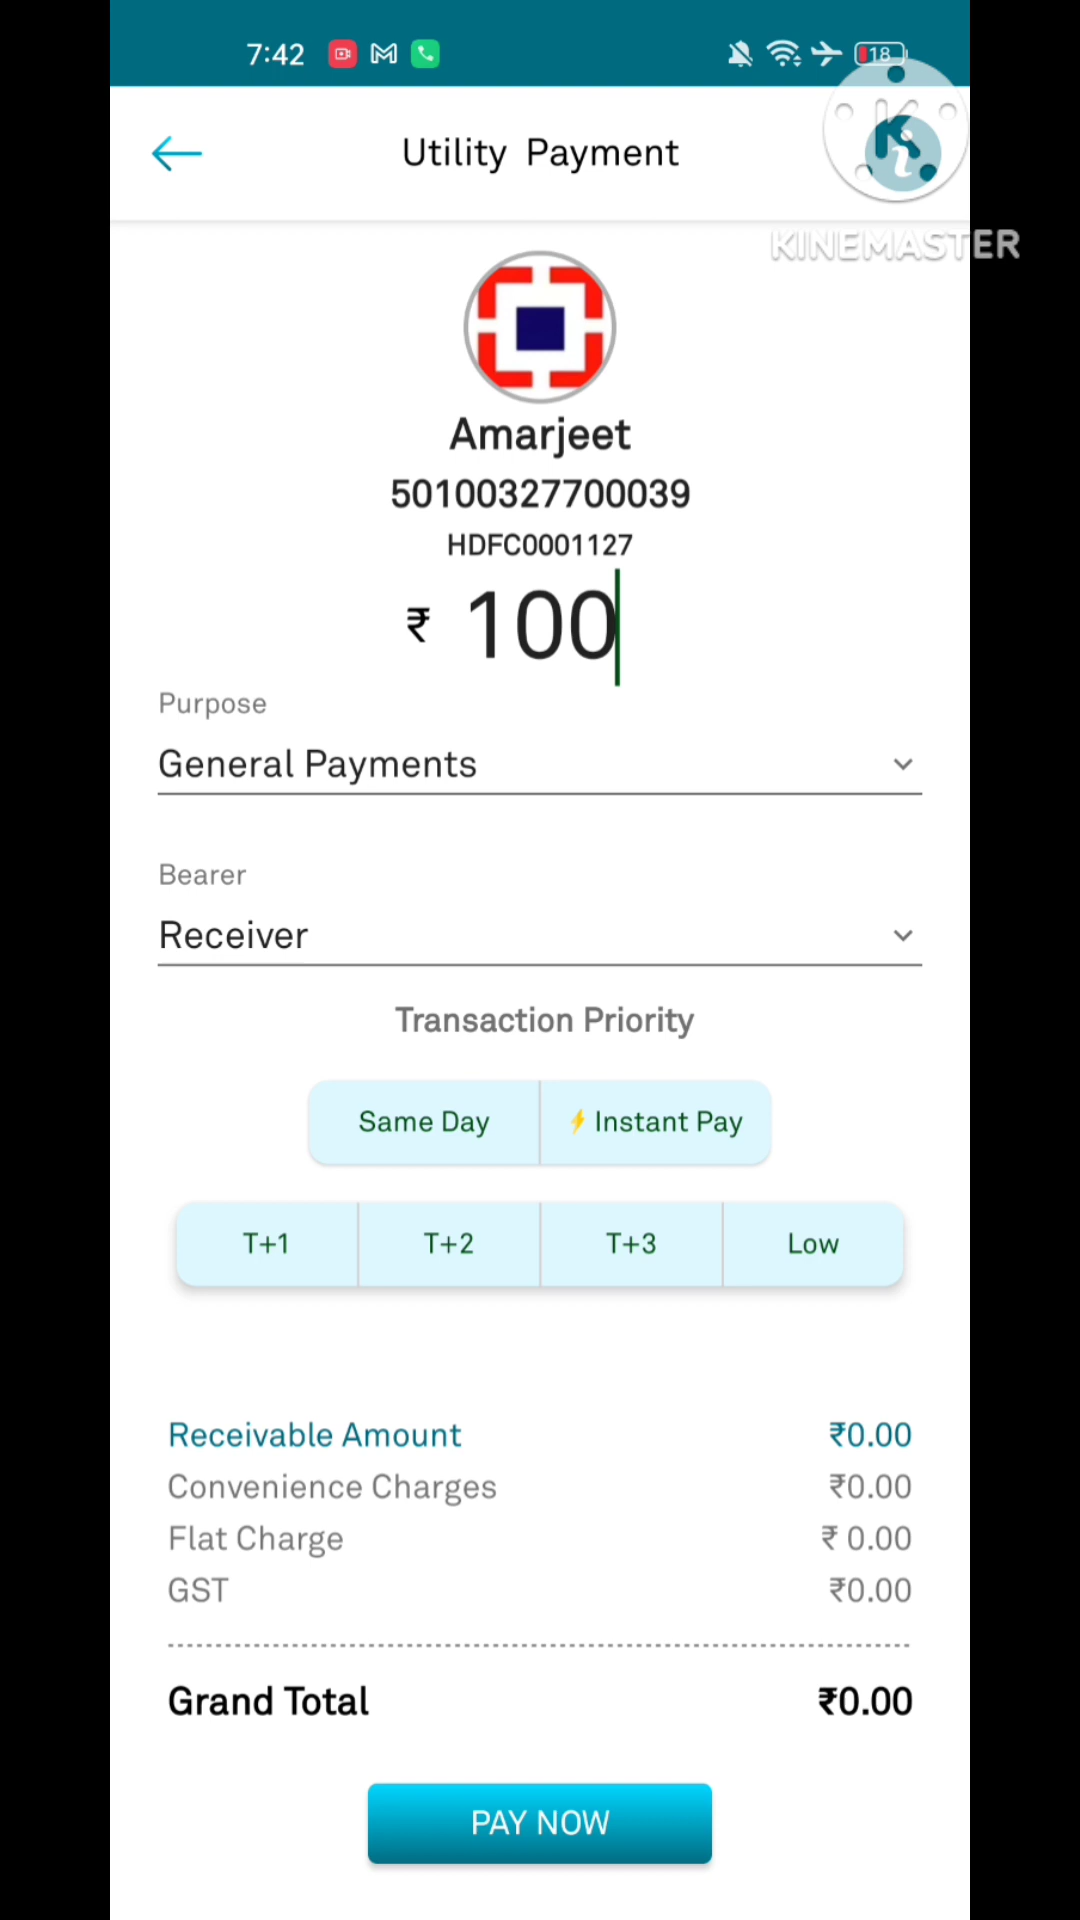 7:42
18
Utility Payment
KINEMASTER
Amarjeet
50100327700039
HDFC0001127
₹ 100
Purpose
General Payments
Bearer
Receiver
Transaction Priority
Same Day ⚡ Instant Pay
T+1 T+2 T+3 Low
Receivable Amount ₹0.00
Convenience Charges ₹0.00
Flat Charge ₹ 0.00
GST ₹0.00
Grand Total ₹0.00
PAY NOW